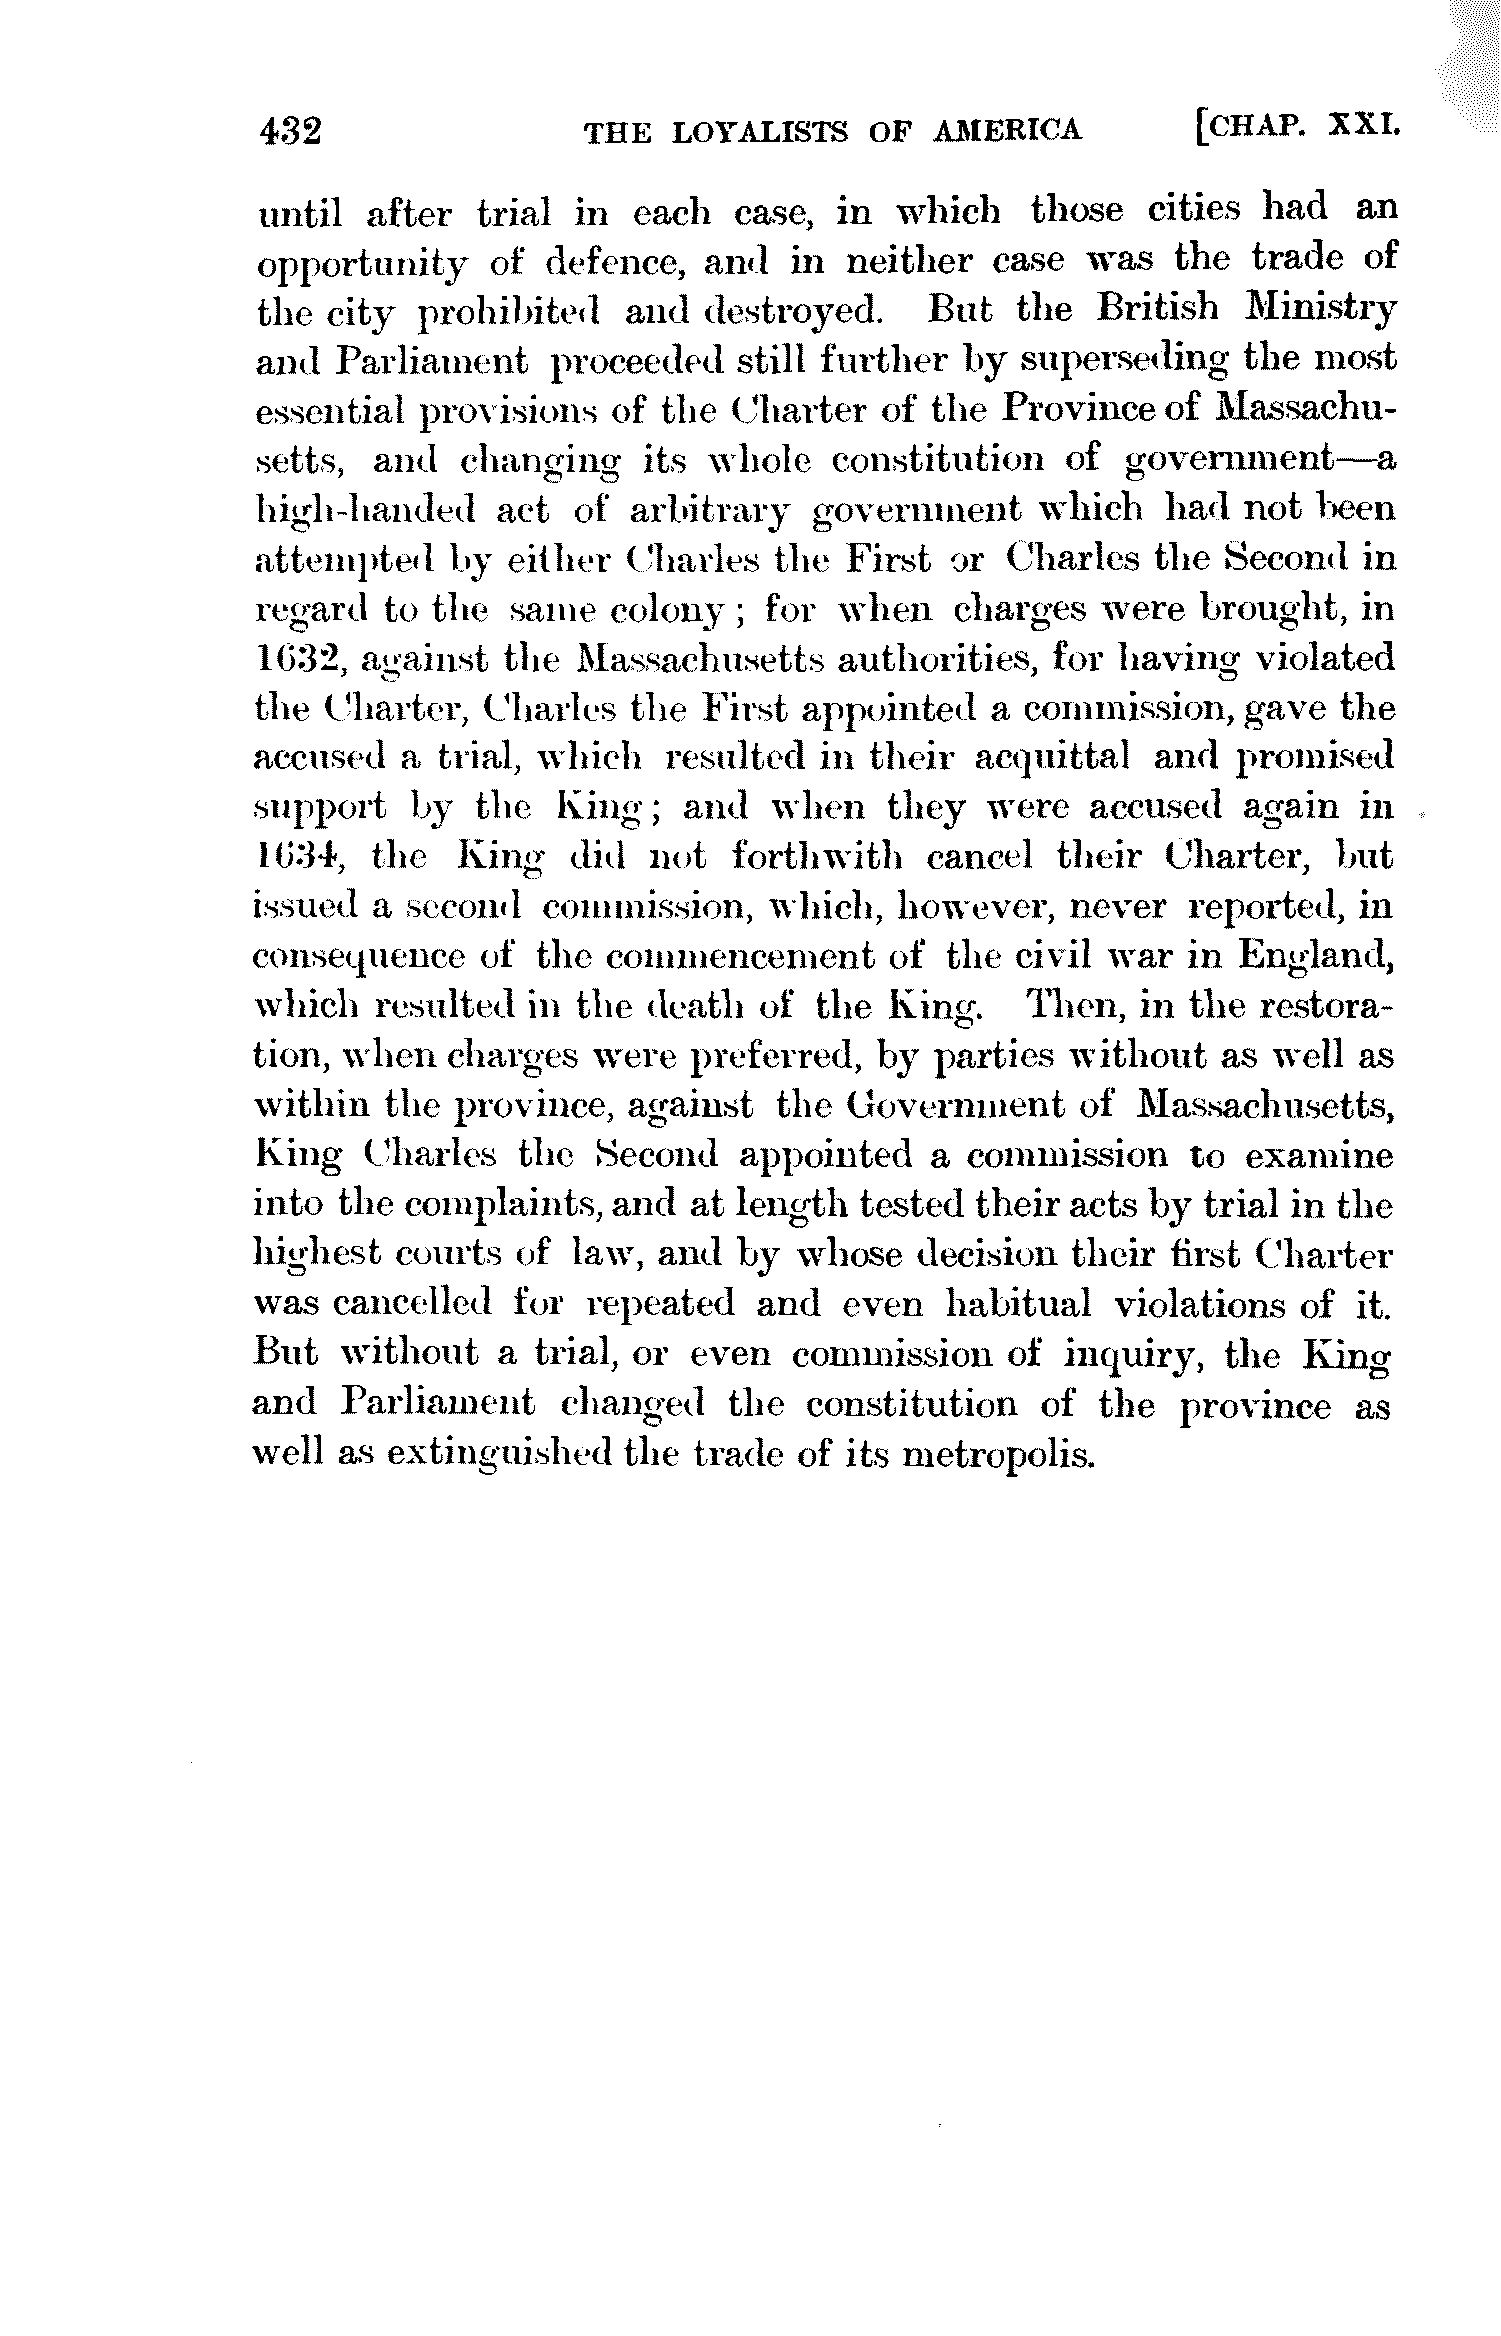 432 THE LOYALISTS OF AMERICA [CHAP. XXI.
until after trial in each case, in which those cities had an
opportunity of defence, and in neither case was the trade of
the city prohibited and destroyed. But the British Ministry
and Parliament proceeded still further by superseding the most
essential provisions of the Charter of the Province of Massachu-
setts, and changing its whole constitution of government—a
high-handed act of arbitrary government which had not been
attempted by either Charles the First or Charles the Second in
regard to the same colony; for when charges were brought, in
1632, against the Massachusetts authorities, for having violated
the Charter, Charles the First appointed a commission, gave the
accused a trial, which resulted in their acquittal and promised
support by the King; and when they were accused again in
1634, the King did not forthwith cancel their Charter, but
issued a second commission, which, however, never reported, in
consequence of the commencement of the civil war in England,
which resulted in the death of the King. Then, in the restora-
tion, when charges were preferred, by parties without as well as
within the province, against the Government of Massachusetts,
King Charles the Second appointed a commission to examine
into the complaints, and at length tested their acts by trial in the
highest courts of law, and by whose decision their first Charter
was cancelled for repeated and even habitual violations of it.
But without a trial, or even commission of inquiry, the King
and Parliament changed the constitution of the province as
well as extinguished the trade of its metropolis.